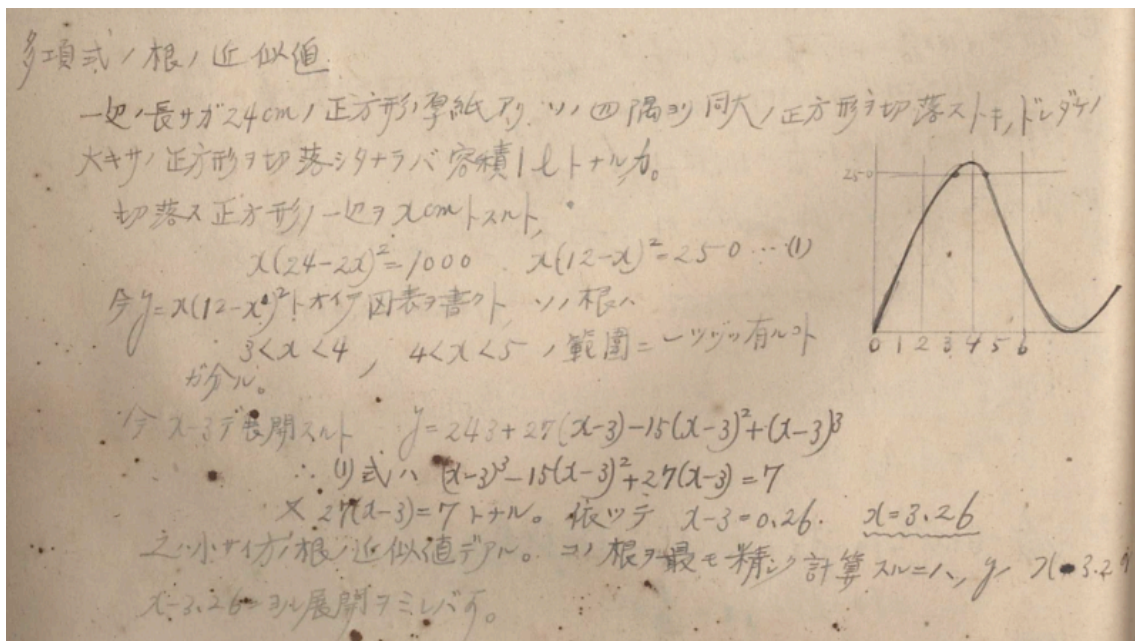 多項式ノ根ノ近似値
一辺ノ長サガ24cmノ正方形ノ厚紙アリ ソノ四隅ヨリ同大ノ正方形ヲ切落ストキ,ドレダケノ
大キサノ正方形ヲ切落シタナラバ容積1ℓトナルカ。
切落ス正方形ノ一辺ヲxcmトスルト,
x(24-2x)²=1000 x(12-x)²=250…(1)
今y=x(12-x)²トオイテ図表ヲ書クト ソノ根ハ
3<x<4, 4<x<5ノ範囲ニ一ツヅツ有ルコト
ガ分ル。
今x-3デ展開スルト y=243+27(x-3)-15(x-3)²+(x-3)³
∴(1)式ハ (x-3)³-15(x-3)²+27(x-3)=7
27(x-3)=7トナル。依ツテ x-3=0.26. x=3.26
之小サイ方ノ根ノ近似値デアル。コノ根ヲ最モ精シク計算スルニハ,
x-3.26ニヨル展開ヲミレバ可。
250
0 1 2 3 4 5 6